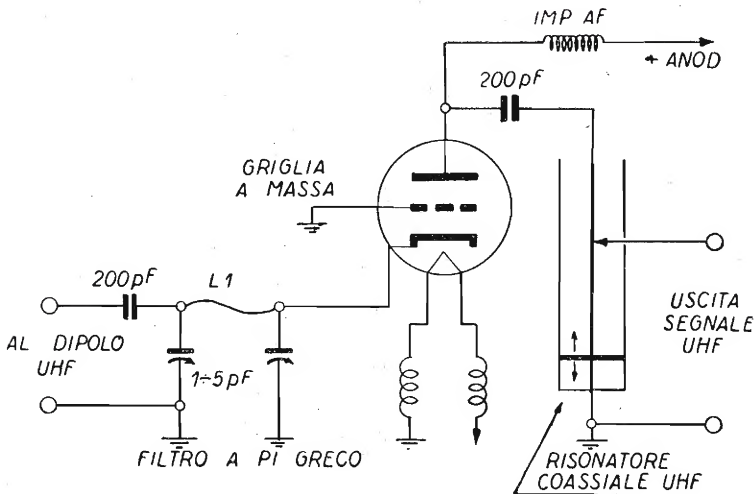 IMP AF
+ ANOD
200pF
GRIGLIA
A MASSA
200pF
L1
AL DIPOLO
UHF
1÷5pF
USCITA
SEGNALE
UHF
FILTRO A PI GRECO
RISONATORE
COASSIALE UHF